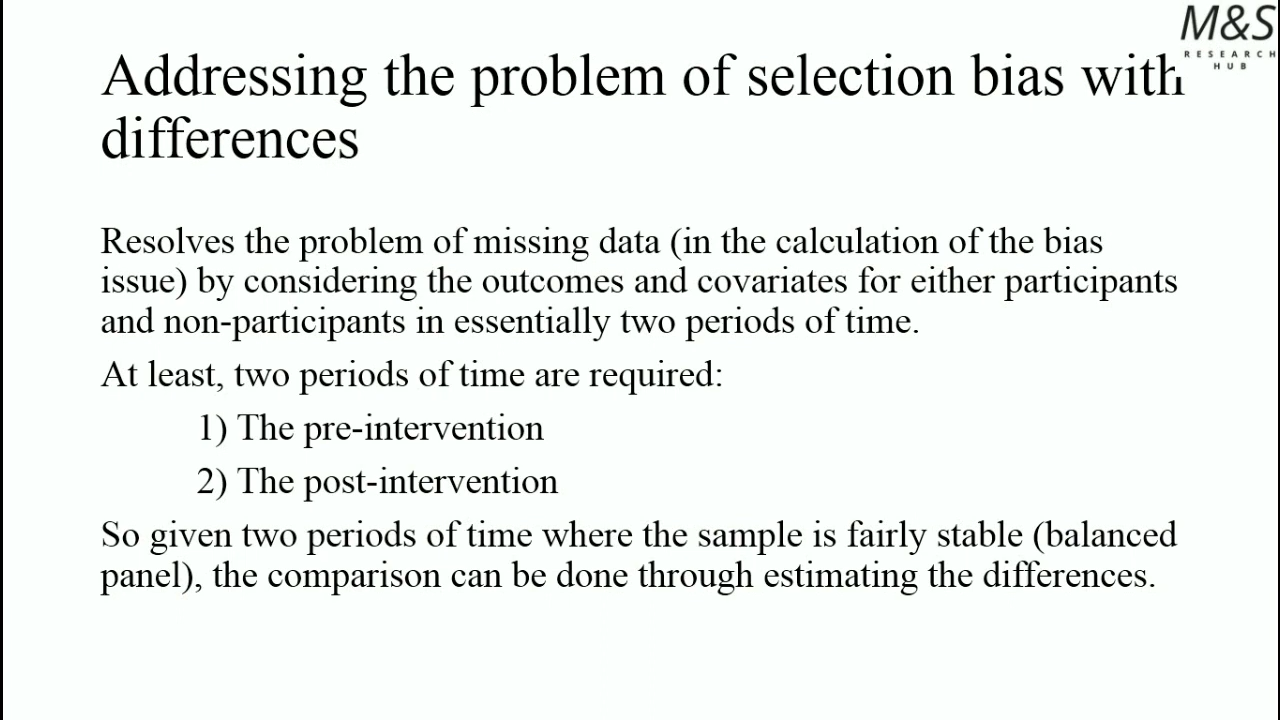 M&S
RESEARCH
HUB
Addressing the problem of selection bias with
differences
Resolves the problem of missing data (in the calculation of the bias
issue) by considering the outcomes and covariates for either participants
and non-participants in essentially two periods of time.
At least, two periods of time are required:
1) The pre-intervention
2) The post-intervention
So given two periods of time where the sample is fairly stable (balanced
panel), the comparison can be done through estimating the differences.